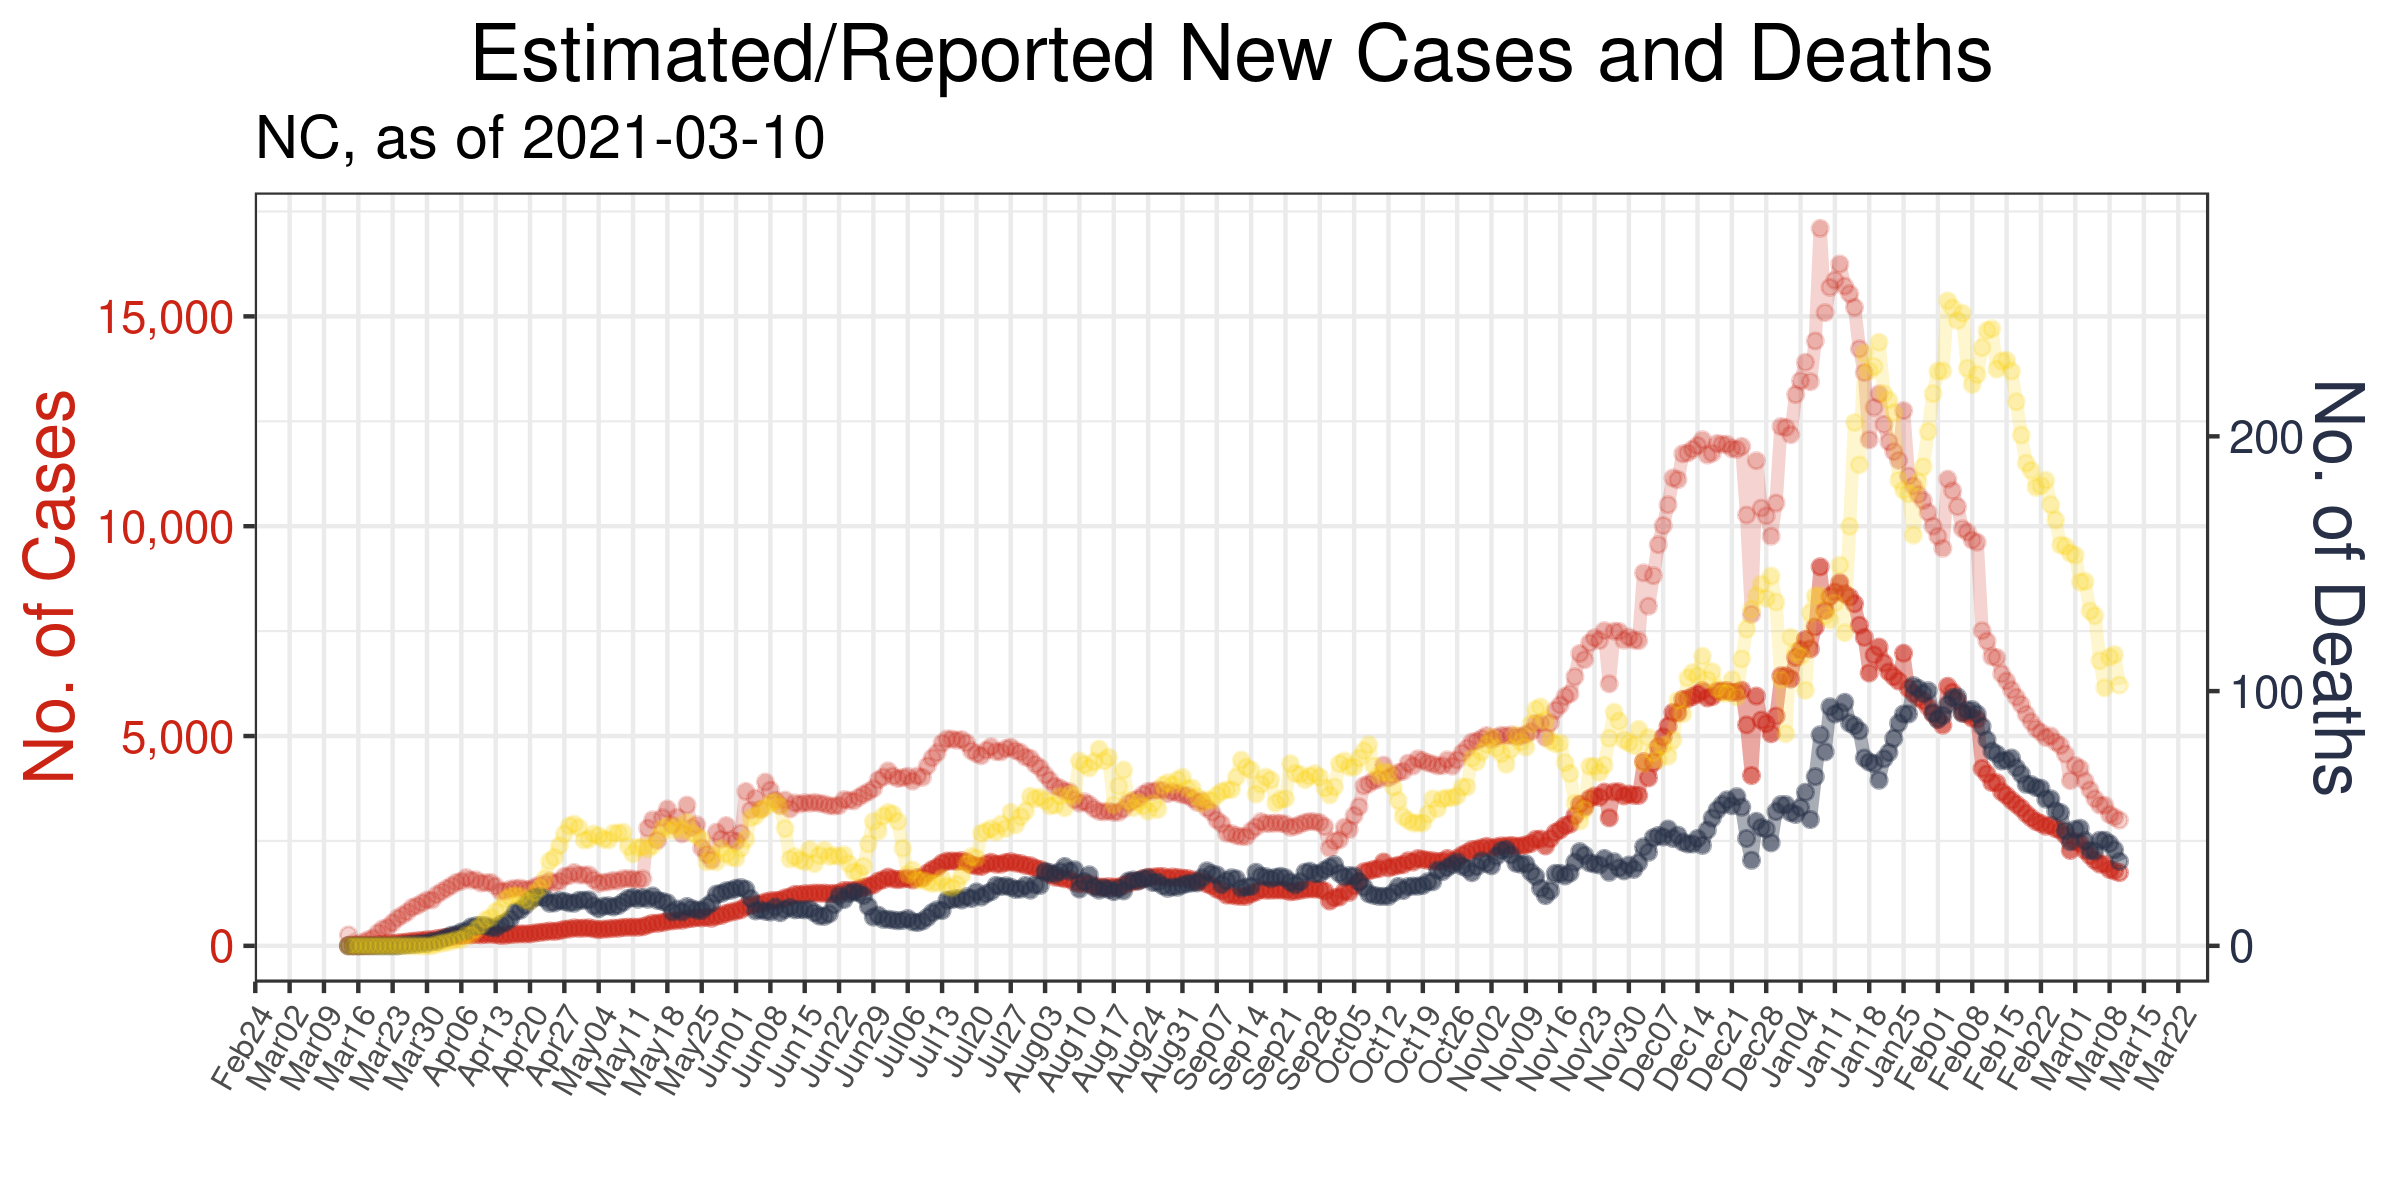 Estimated/Reported New Cases and Deaths
NC, as of 2021-03-10
No. of Cases
15,000
10,000
5,000
0
200
100
0
No. of Deaths
Feb24
Mar02
Mar09
Mar16
Mar23
Mar30
Apr06
Apr13
Apr20
Apr27
May04
May11
May18
May25
Jun01
Jun08
Jun15
Jun22
Jun29
Jul06
Jul13
Jul20
Jul27
Aug03
Aug10
Aug17
Aug24
Aug31
Sep07
Sep14
Sep21
Sep28
Oct05
Oct12
Oct19
Oct26
Nov02
Nov09
Nov16
Nov23
Nov30
Dec07
Dec14
Dec21
Dec28
Jan04
Jan11
Jan18
Jan25
Feb01
Feb08
Feb15
Feb22
Mar01
Mar08
Mar15
Mar22